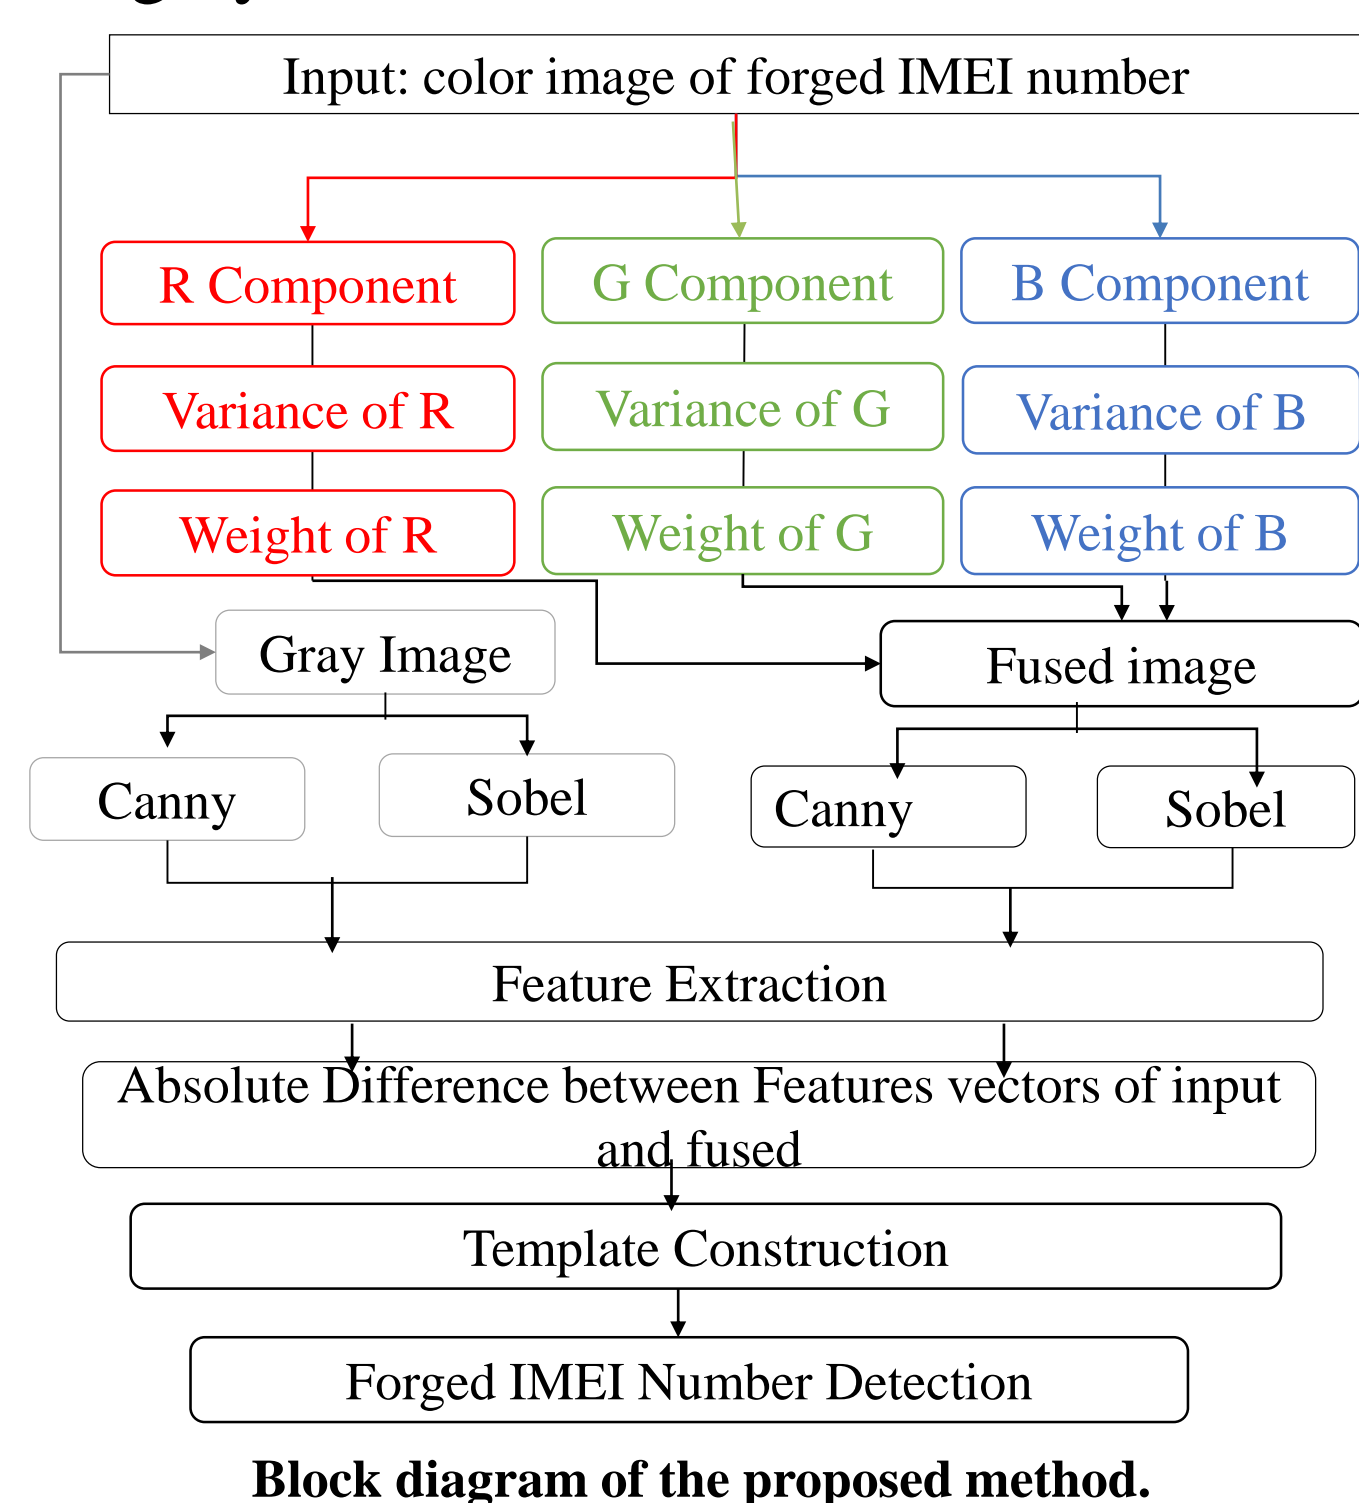 Input: color image of forged IMEI number
R Component
G Component
B Component
Variance of R
Variance of G
Variance of B
Weight of R
Weight of G
Weight of B
Gray Image
Fused image
Canny
Sobel
Canny
Sobel
Feature Extraction
Absolute Difference between Features vectors of input
and fused
Template Construction
Forged IMEI Number Detection
Block diagram of the proposed method.